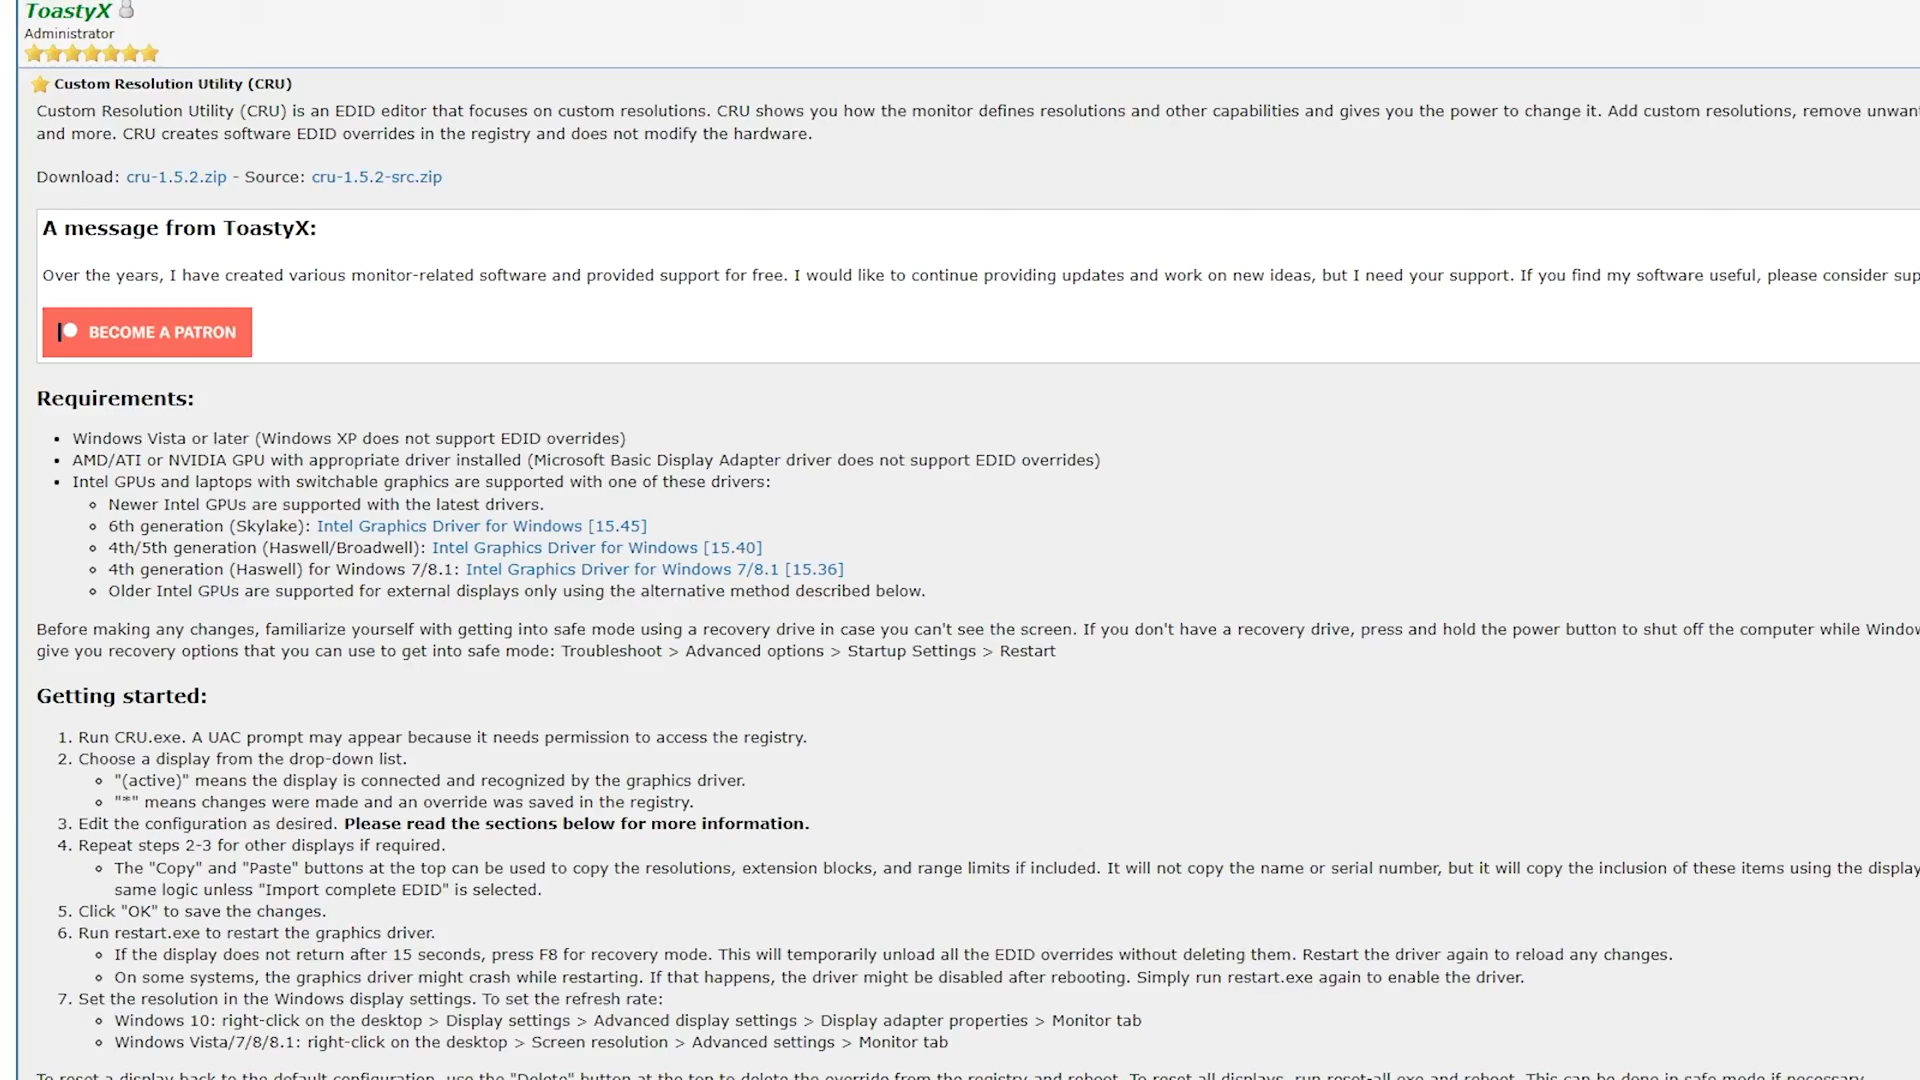 ToastyX
Administrator
Custom Resolution Utility (CRU)
Custom Resolution Utility (CRU) is an EDID editor that focuses on custom resolutions. CRU shows you how the monitor defines resolutions and other capabilities and gives you the power to change it. Add custom resolutions, remove
and more. CRU creates software EDID overrides in the registry and does not modify the hardware.
Download: cru-1.5.2.zip - Source: cru-1.5.2-src.zip
A message from ToastyX:
Over the years, I have created various monitor-related software and provided support for free. I would like to continue providing updates and work on new ideas, but I need your support. If you find my software useful, please consider
BECOME A PATRON
Requirements:
• Windows Vista or later (Windows XP does not support EDID overrides)
• AMD/ATI or NVIDIA GPU with appropriate driver installed (Microsoft Basic Display Adapter driver does not support EDID overrides)
• Intel GPUs and laptops with switchable graphics are supported with one of these drivers:
◦ Newer Intel GPUs are supported with the latest drivers.
◦ 6th generation (Skylake): Intel Graphics Driver for Windows [15.45]
◦ 4th/5th generation (Haswell/Broadwell): Intel Graphics Driver for Windows [15.40]
◦ 4th generation (Haswell) for Windows 7/8.1: Intel Graphics Driver for Windows 7/8.1 [15.36]
◦ Older Intel GPUs are supported for external displays only using the alternative method described below.
Before making any changes, familiarize yourself with getting into safe mode using a recovery drive in case you can't see the screen. If you don't have a recovery drive, press and hold the power button to shut off the computer while
give you recovery options that you can use to get into safe mode: Troubleshoot > Advanced options > Startup Settings > Restart
Getting started:
1. Run CRU.exe. A UAC prompt may appear because it needs permission to access the registry.
2. Choose a display from the drop-down list.
◦ "(active)" means the display is connected and recognized by the graphics driver.
◦ "*" means changes were made and an override was saved in the registry.
3. Edit the configuration as desired. Please read the sections below for more information.
4. Repeat steps 2-3 for other displays if required.
◦ The "Copy" and "Paste" buttons at the top can be used to copy the resolutions, extension blocks, and range limits if included. It will not copy the name or serial number, but it will copy the inclusion of these items using the display
same logic unless "Import complete EDID" is selected.
5. Click "OK" to save the changes.
6. Run restart.exe to restart the graphics driver.
◦ If the display does not return after 15 seconds, press F8 for recovery mode. This will temporarily unload all the EDID overrides without deleting them. Restart the driver again to reload any changes.
◦ On some systems, the graphics driver might crash while restarting. If that happens, the driver might be disabled after rebooting. Simply run restart.exe again to enable the driver.
7. Set the resolution in the Windows display settings. To set the refresh rate:
◦ Windows 10: right-click on the desktop > Display settings > Advanced display settings > Display adapter properties > Monitor tab
◦ Windows Vista/7/8/8.1: right-click on the desktop > Screen resolution > Advanced settings > Monitor tab
To reset a display back to the default configuration, use the "Delete" button at the top to delete the override from the registry and reboot. To reset all displays, run reset-all.exe and reboot. This can be done in safe mode if necessary.